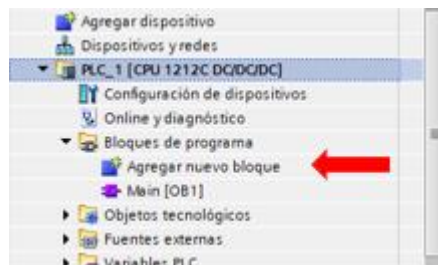 Agregar dispositivo
Dispositivos y redes
PLC_1 [CPU 1212C DC/DC/DC]
Configuración de dispositivos
Online y diagnóstico
Bloques de programa
Agregar nuevo bloque
Main [OB1]
Objetos tecnológicos
Fuentes externas
Variables PLC